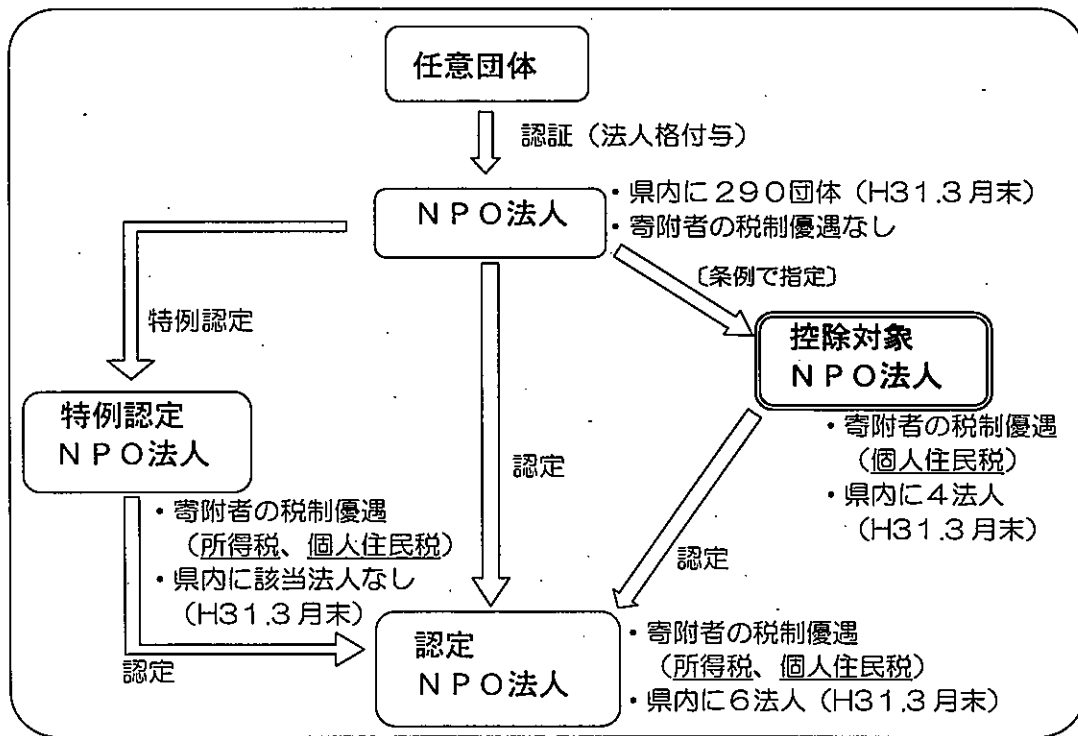 任意団体
認証（法人格付与）
ＮＰＯ法人
・県内に２９０団体（H３１.３月末）
・寄附者の税制優遇なし
〔条例で指定〕
特例認定
控除対象
ＮＰＯ法人
・寄附者の税制優遇
（個人住民税）
・県内に４法人
（H３１.３月末）
特例認定
ＮＰＯ法人
認定
・寄附者の税制優遇
（所得税、個人住民税）
・県内に該当法人なし
（H３１.３月末）
認定
認定
認定
ＮＰＯ法人
・寄附者の税制優遇
（所得税、個人住民税）
・県内に６法人（H３１.３月末）